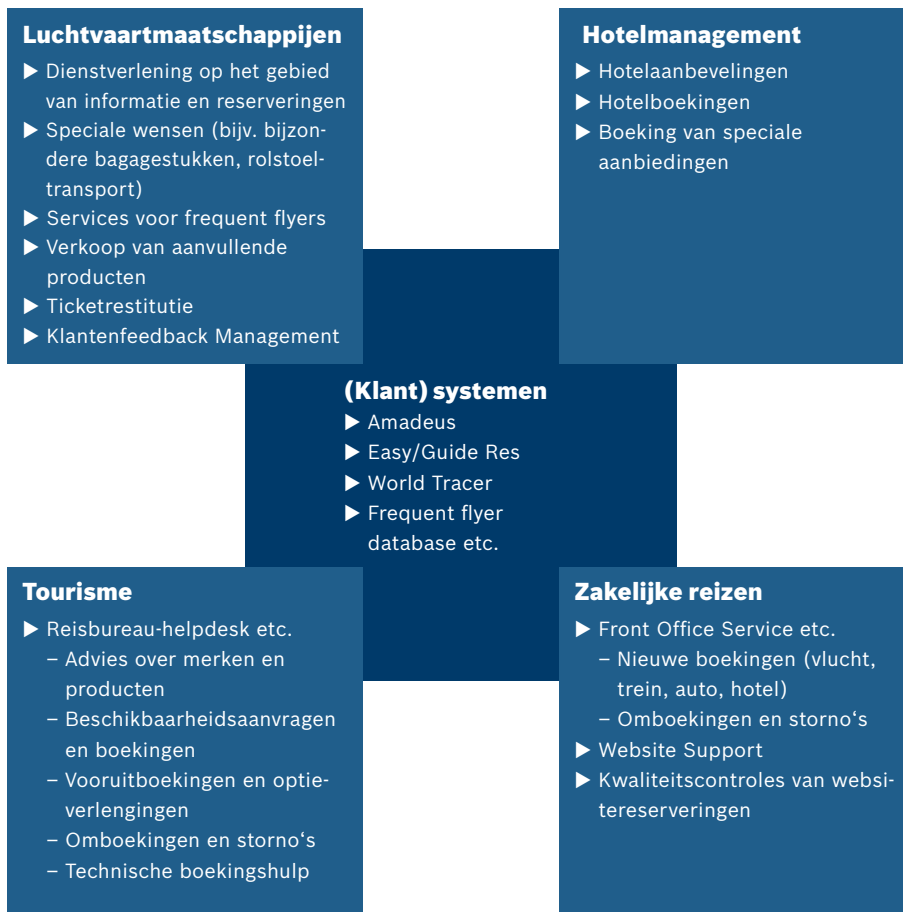 Luchtvaartmaatschappijen
▶ Dienstverlening op het gebied
van informatie en reserveringen
▶ Speciale wensen (bijv. bijzon-
dere bagagestukken, rolstoel-
transport)
▶ Services voor frequent flyers
▶ Verkoop van aanvullende
producten
▶ Ticketrestitutie
▶ Klantenfeedback Management
Hotelmanagement
▶ Hotelaanbevelingen
▶ Hotelboekingen
▶ Boeking van speciale
aanbiedingen
(Klant) systemen
▶ Amadeus
▶ Easy/Guide Res
▶ World Tracer
▶ Frequent flyer
database etc.
Tourisme
▶ Reisbureau-helpdesk etc.
– Advies over merken en
producten
– Beschikbaarheidsaanvragen
en boekingen
– Vooruitboekingen en optie-
verlengingen
– Omboekingen en storno‘s
– Technische boekingshulp
Zakelijke reizen
▶ Front Office Service etc.
– Nieuwe boekingen (vlucht,
trein, auto, hotel)
– Omboekingen en storno‘s
▶ Website Support
▶ Kwaliteitscontroles van websi-
tereserveringen